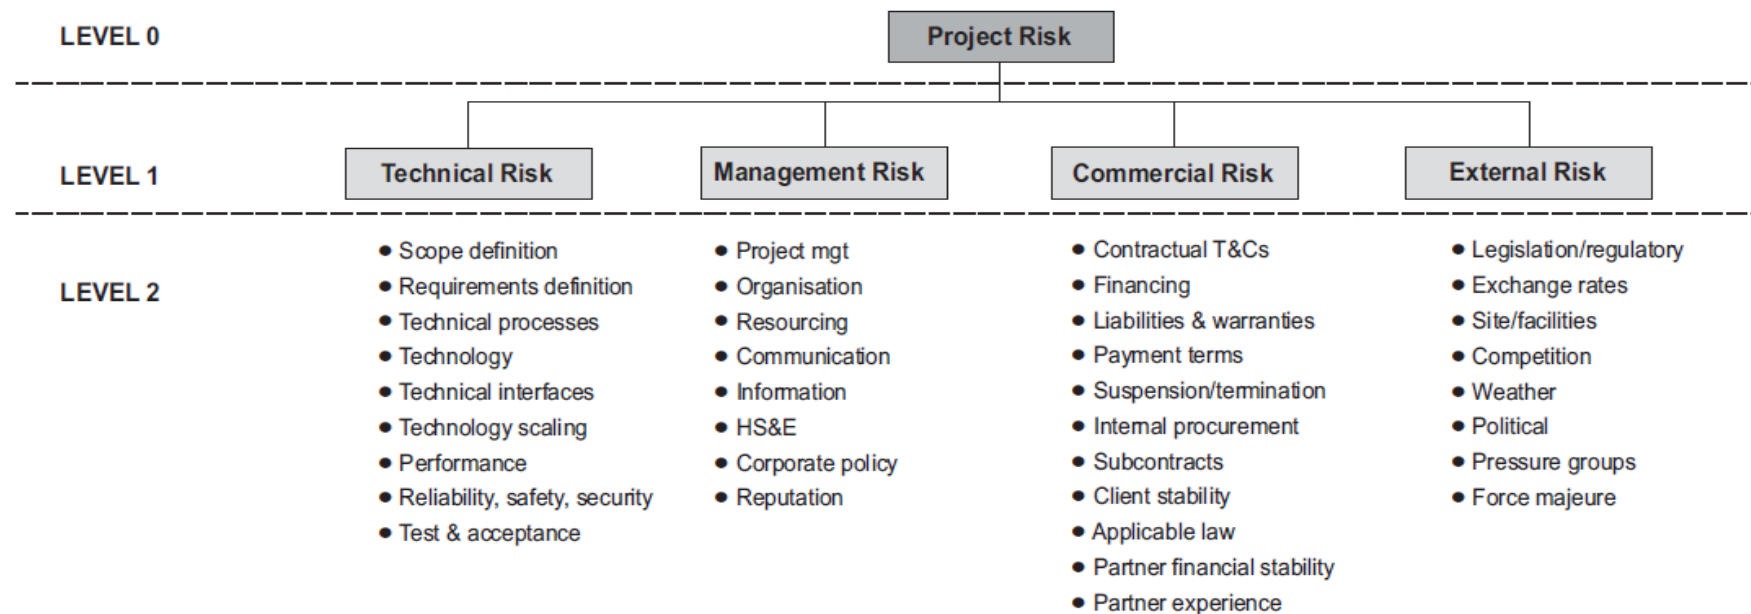 LEVEL 0
Project Risk
LEVEL 1
Technical Risk
Management Risk
Commercial Risk
External Risk
LEVEL 2
● Scope definition
● Requirements definition
● Technical processes
● Technology
● Technical interfaces
● Technology scaling
● Performance
● Reliability, safety, security
● Test & acceptance
● Project mgt
● Organisation
● Resourcing
● Communication
● Information
● HS&E
● Corporate policy
● Reputation
● Contractual T&Cs
● Financing
● Liabilities & warranties
● Payment terms
● Suspension/termination
● Internal procurement
● Subcontracts
● Client stability
● Applicable law
● Partner financial stability
● Partner experience
● Legislation/regulatory
● Exchange rates
● Site/facilities
● Competition
● Weather
● Political
● Pressure groups
● Force majeure